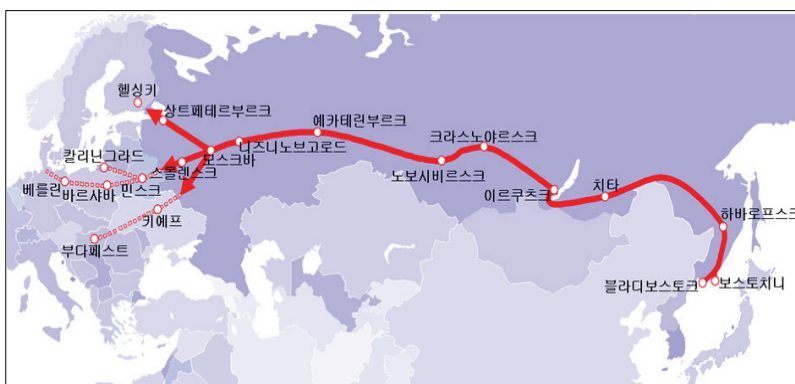 헬싱키
상트페테르부르크
예카테린부르크
크라스노야르스크
칼리닌그라드
스몰렌스크
모스크바
니즈니노브고로드
노보시비르스크
베를린
바르샤바
민스크
이르쿠츠크
치타
키예프
하바로프스크
부다페스트
블라디보스토크
보스토치니